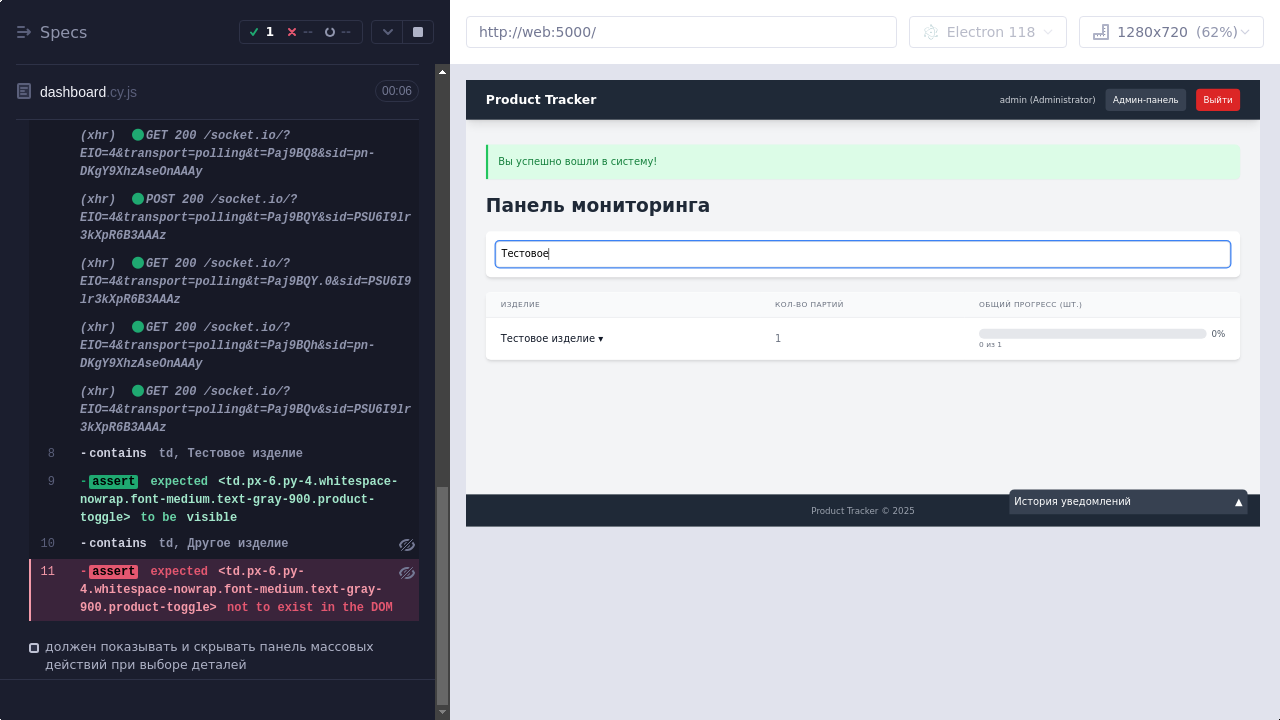 Specs
1
--
--
http://web:5000/
Electron 118
1280x720 (62%)
dashboard.cy.js
00:06
(xhr) GET 200 /socket.io/?
EIO=4&transport=polling&t=Paj9BQ8&sid=pn-
DKgY9XhzAseOnAAAy
(xhr) POST 200 /socket.io/?
EIO=4&transport=polling&t=Paj9BQY&sid=PSU6I9lr
3kXpR6B3AAAz
(xhr) GET 200 /socket.io/?
EIO=4&transport=polling&t=Paj9BQY.0&sid=PSU6I9
lr3kXpR6B3AAAz
(xhr) GET 200 /socket.io/?
EIO=4&transport=polling&t=Paj9BQh&sid=pn-
DKgY9XhzAseOnAAAy
(xhr) GET 200 /socket.io/?
EIO=4&transport=polling&t=Paj9BQv&sid=PSU6I9lr
3kXpR6B3AAAz
8 -contains td, Тестовое изделие
9 -assert expected <td.px-6.py-4.whitespace-
nowrap.font-medium.text-gray-900.product-
toggle> to be visible
10 -contains td, Другое изделие
11 -assert expected <td.px-6.py-
4.whitespace-nowrap.font-medium.text-gray-
900.product-toggle> not to exist in the DOM
должен показывать и скрывать панель массовых
действий при выборе деталей
Product Tracker
admin (Administrator)
Админ-панель
Выйти
Вы успешно вошли в систему!
Панель мониторинга
Тестовое
ИЗДЕЛИЕ
КОЛ-ВО ПАРТИЙ
ОБЩИЙ ПРОГРЕСС (ШТ.)
Тестовое изделие ▾
1
0%
0 из 1
История уведомлений ▲
Product Tracker © 2025